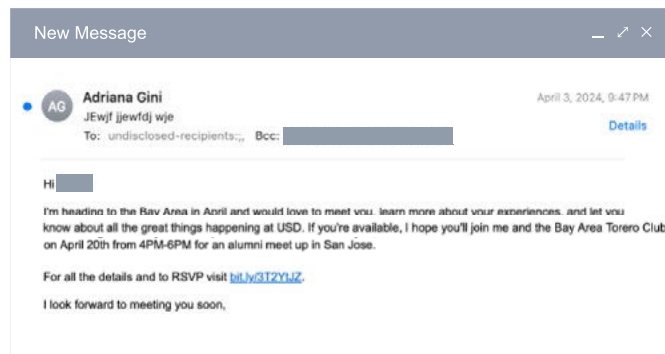 New Message
AG
Adriana Gini
April 3, 2024, 9:47 PM
JEwjf jjewfdj wje
Details
To: undisclosed-recipients:;, Bcc:
Hi
I'm heading to the Bay Area in April and would love to meet you, learn more about your experiences, and let you
know about all the great things happening at USD. If you're available, I hope you'll join me and the Bay Area Torero Club
on April 20th from 4PM-6PM for an alumni meet up in San Jose.
For all the details and to RSVP visit bit.ly/3T2YIJZ.
I look forward to meeting you soon,